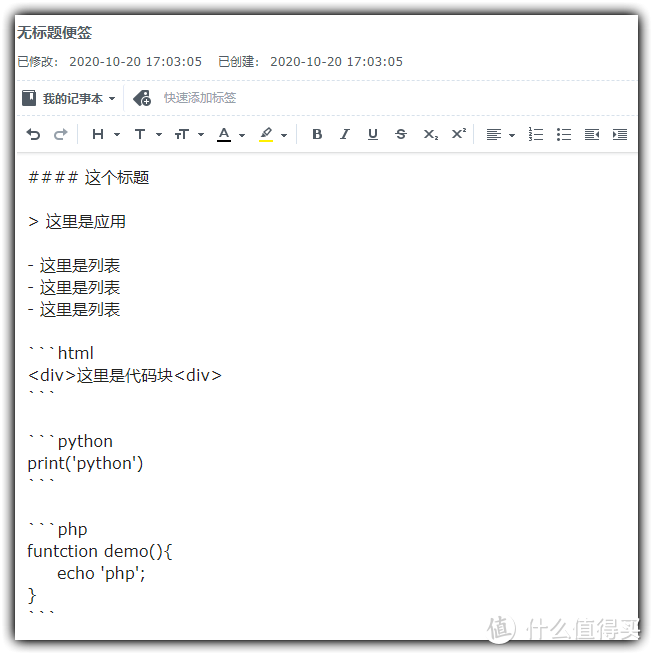 无标题便签
已修改： 2020-10-20 17:03:05 已创建： 2020-10-20 17:03:05
我的记事本 快速添加标签
H T тT A B I U S X₂ X²
#### 这个标题
> 这里是应用
- 这里是列表
- 这里是列表
- 这里是列表
```html
<div>这里是代码块<div>
```
```python
print('python')
```
```php
funtction demo(){
echo 'php';
}
```
值 什么值得买